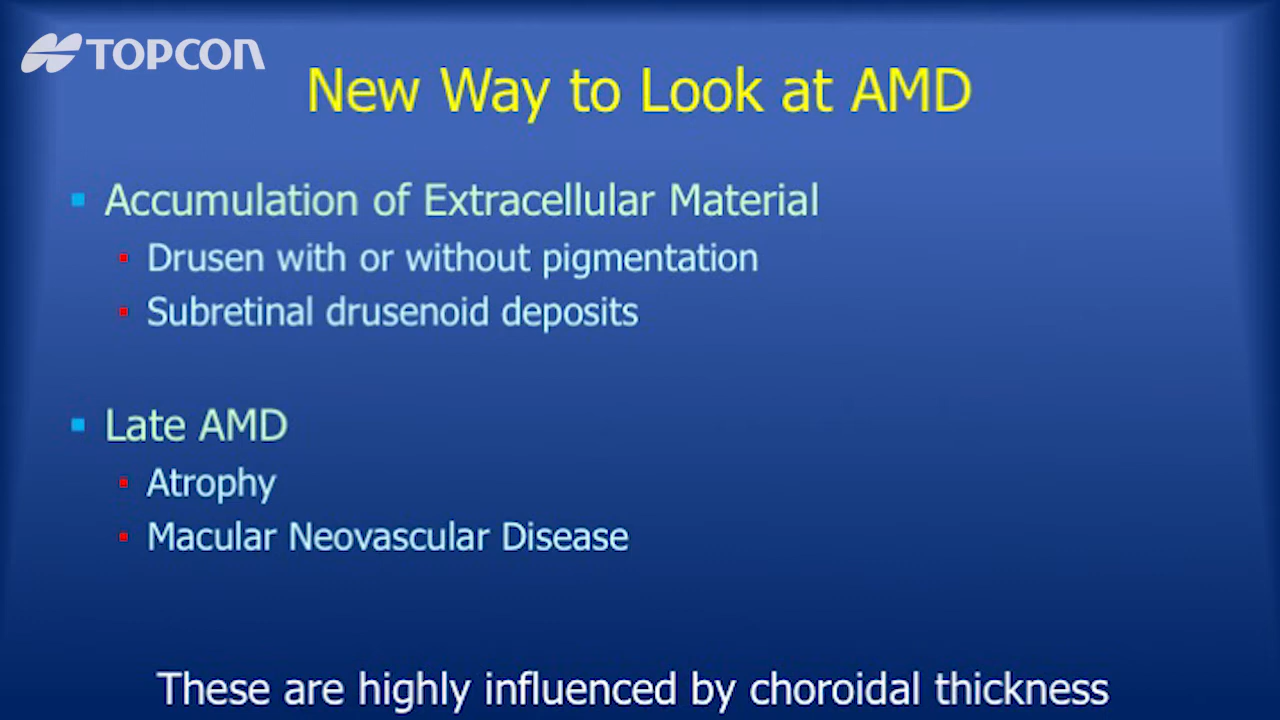 TOPCON
New Way to Look at AMD
Accumulation of Extracellular Material
Drusen with or without pigmentation
Subretinal drusenoid deposits
Late AMD
Atrophy
Macular Neovascular Disease
These are highly influenced by choroidal thickness